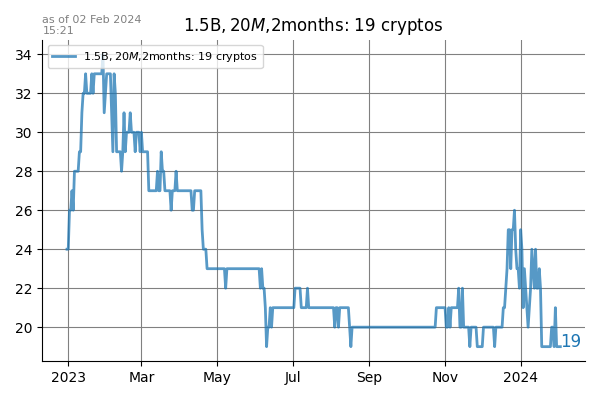 as of 02 Feb 2024
15:21
1.5B, 20M,2months: 19 cryptos
1.5B, 20M,2months: 19 cryptos
34
32
30
28
26
24
22
20
19
2023 Mar May Jul Sep Nov 2024